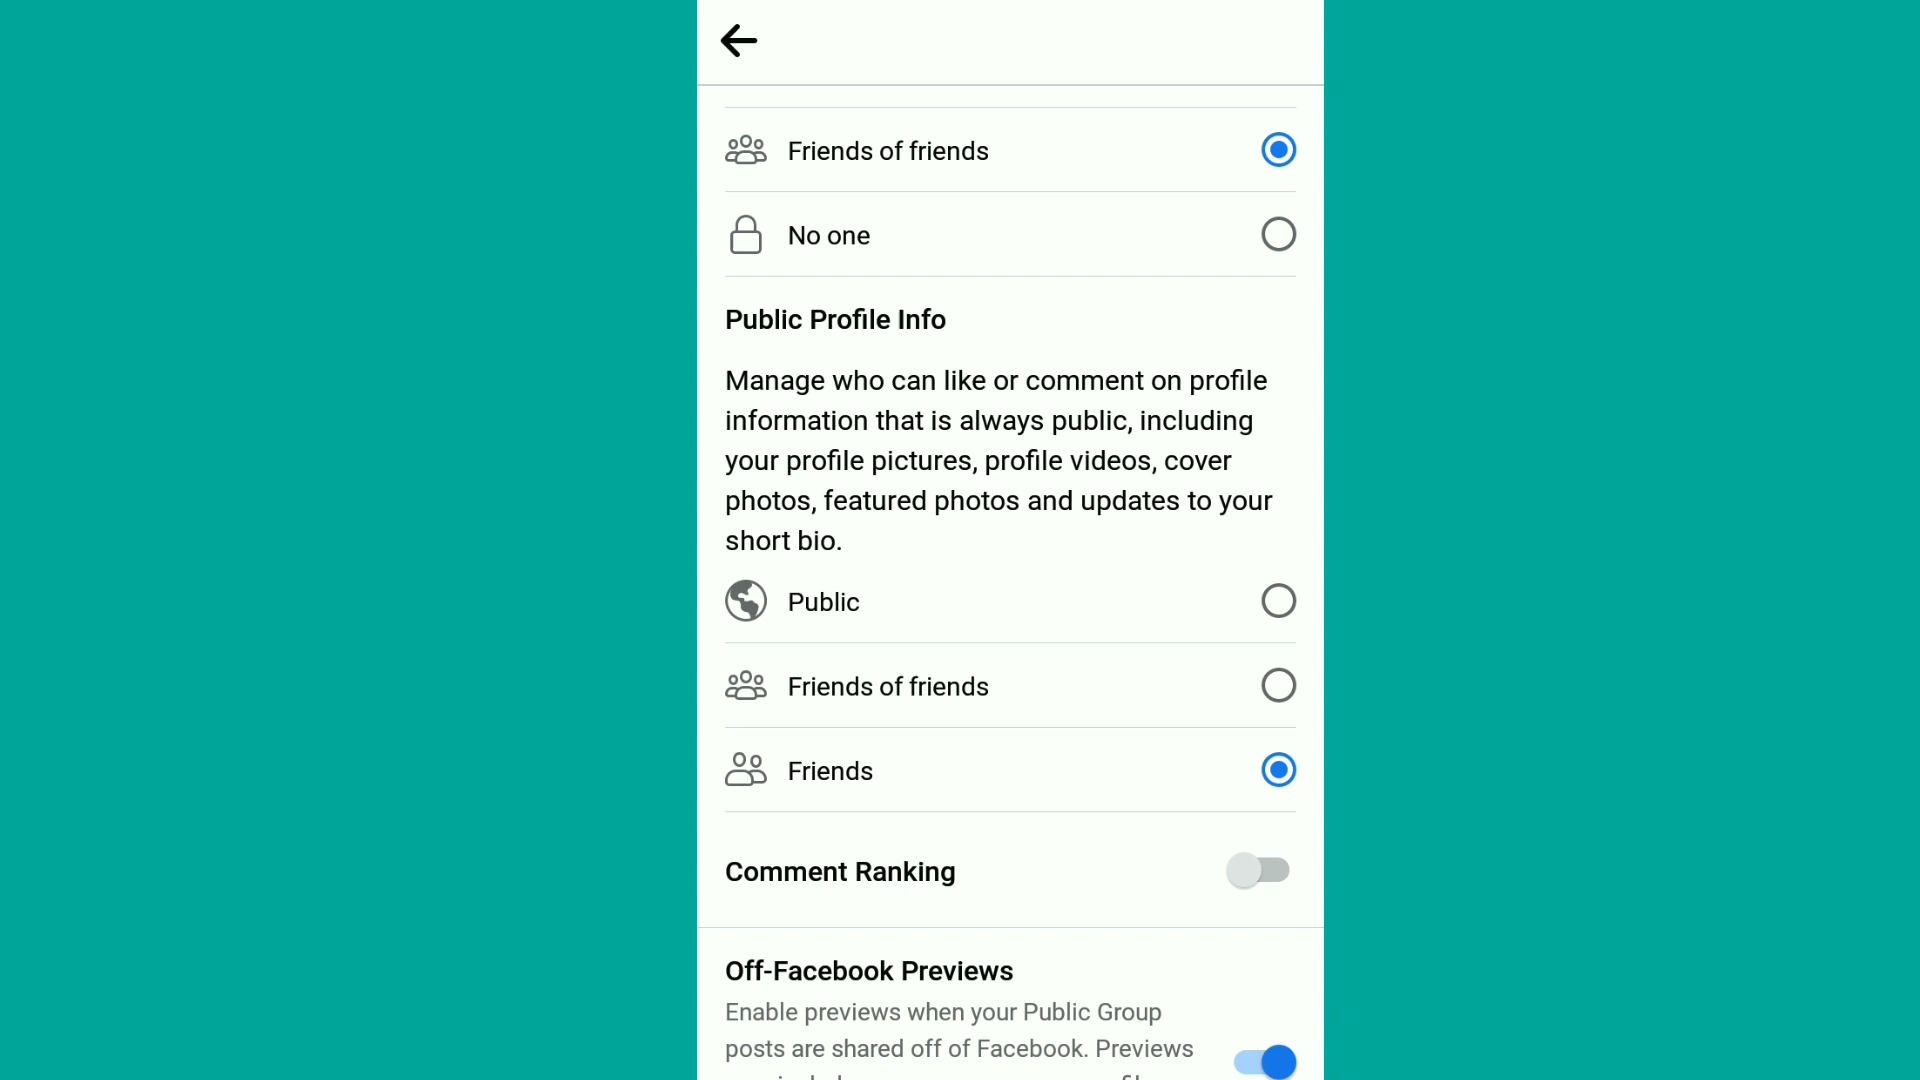 Friends of friends
No one
Public Profile Info
Manage who can like or comment on profile
information that is always public, including
your profile pictures, profile videos, cover
photos, featured photos and updates to your
short bio.
Public
Friends of friends
Friends
Comment Ranking
Off-Facebook Previews
Enable previews when your Public Group
posts are shared off of Facebook. Previews